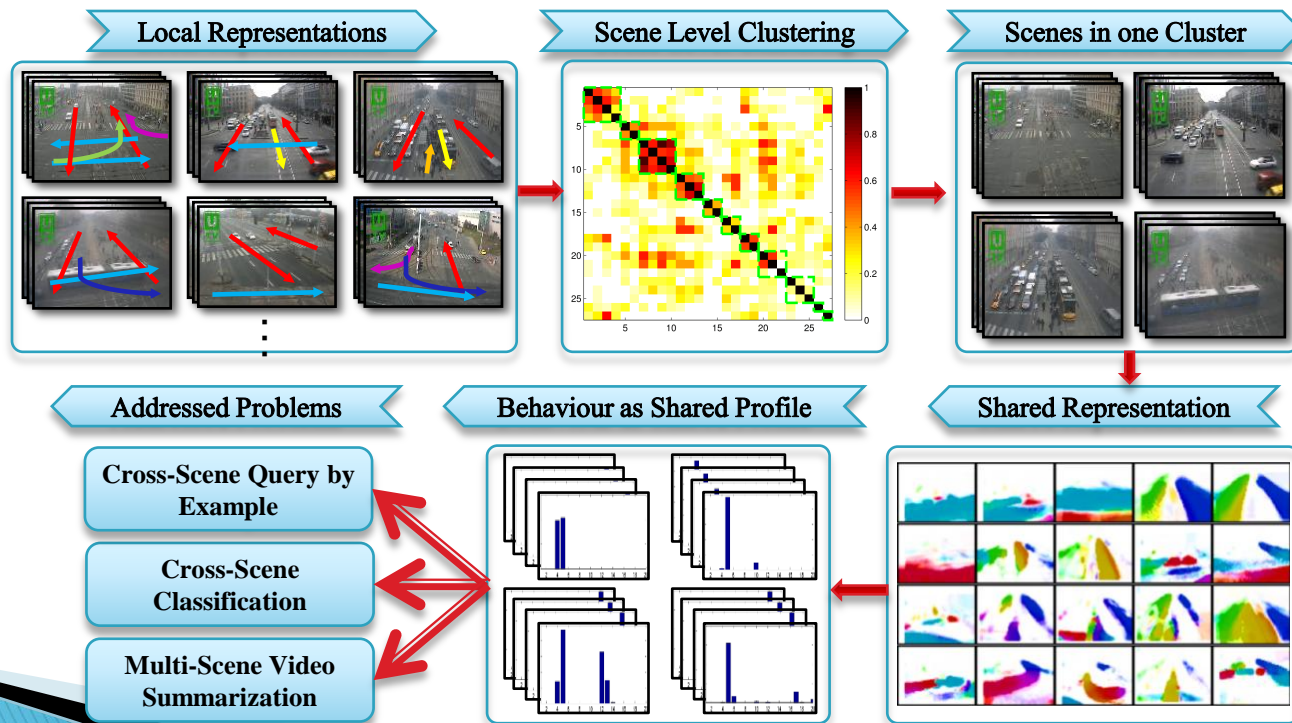 Local Representations
Scene Level Clustering
Scenes in one Cluster
5
10
15
20
25
5
10
15
20
25
1
0.8
0.6
0.4
0.2
0
Addressed Problems
Behaviour as Shared Profile
Shared Representation
Cross-Scene Query by
Example
Cross-Scene
Classification
Multi-Scene Video
Summarization